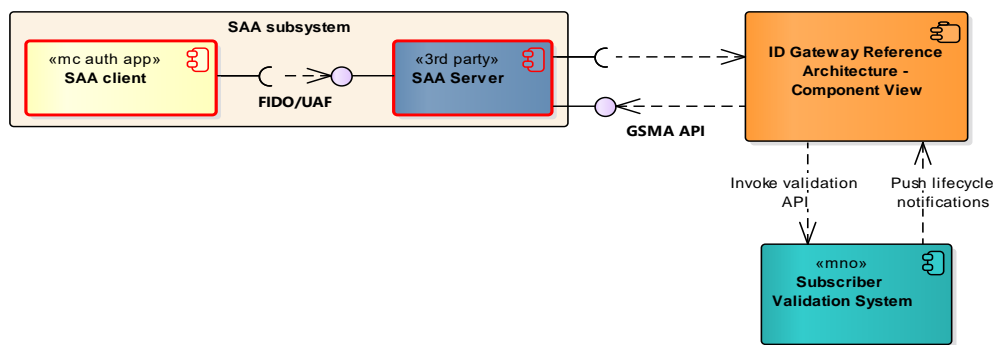 SAA subsystem
«mc auth app»
SAA client
FIDO/UAF
«3rd party»
SAA Server
GSMA API
ID Gateway Reference
Architecture -
Component View
Invoke validation
API
Push lifecycle
notifications
«mno»
Subscriber
Validation System